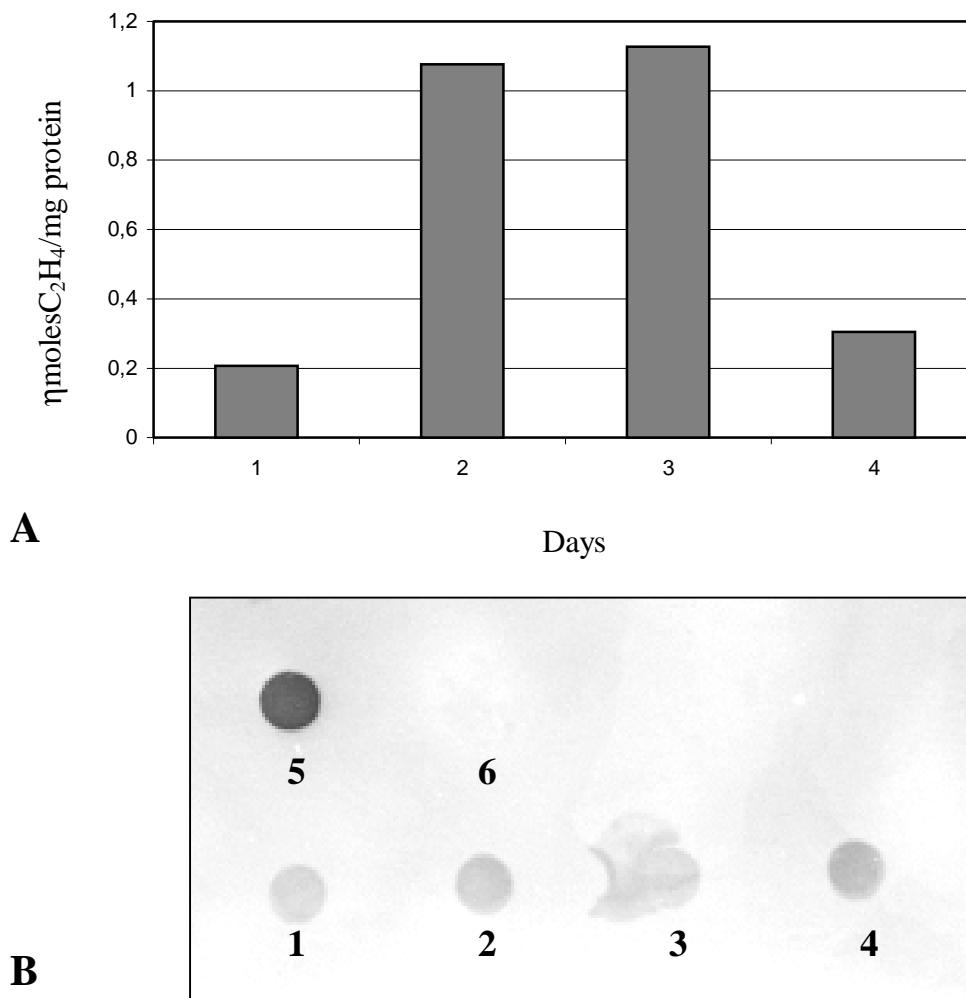 1,2
1
0,8
0,6
0,4
0,2
0
ηmolesC₂H₄/mg protein
1 2 3 4
A
Days
5 6
1 2 3 4
B